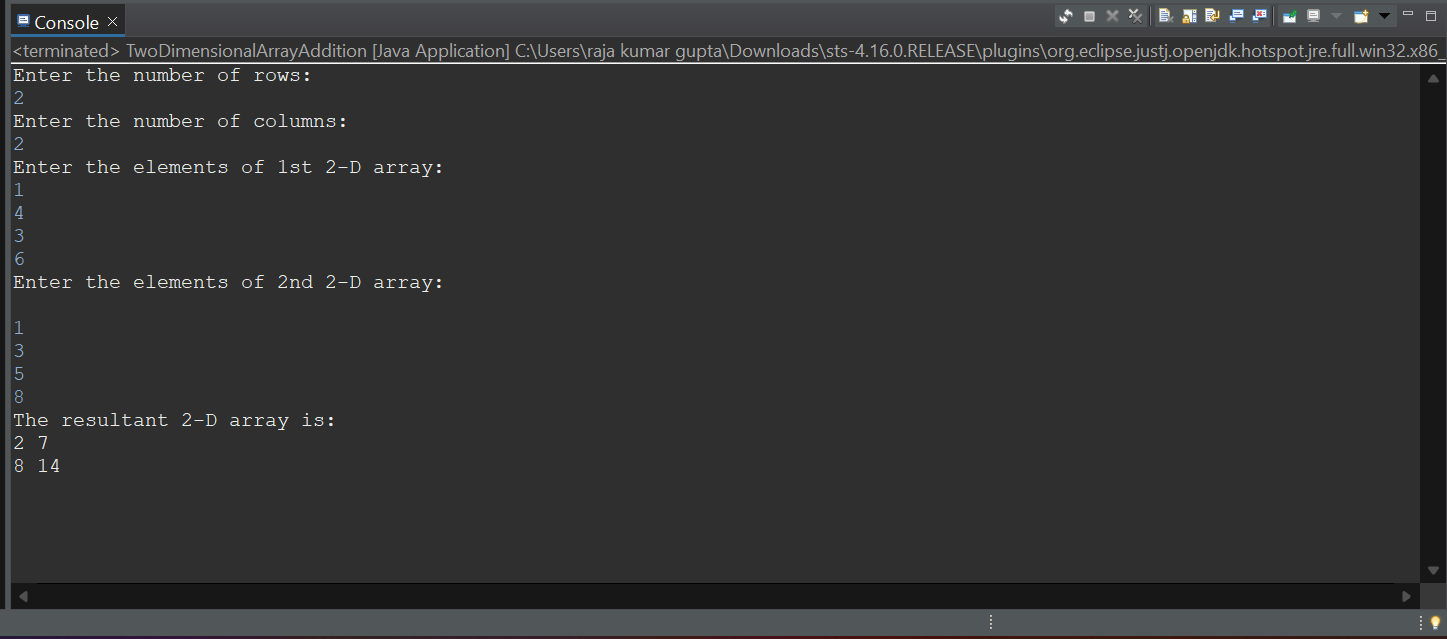 Console
<terminated> TwoDimensionalArrayAddition [Java Application] C:\Users\raja kumar gupta\Downloads\sts-4.16.0.RELEASE\plugins\org.eclipse.justj.openjdk.hotspot.jre.full.win32.x86_
Enter the number of rows:
2
Enter the number of columns:
2
Enter the elements of 1st 2-D array:
1
4
3
6
Enter the elements of 2nd 2-D array:
1
3
5
8
The resultant 2-D array is:
2 7
8 14